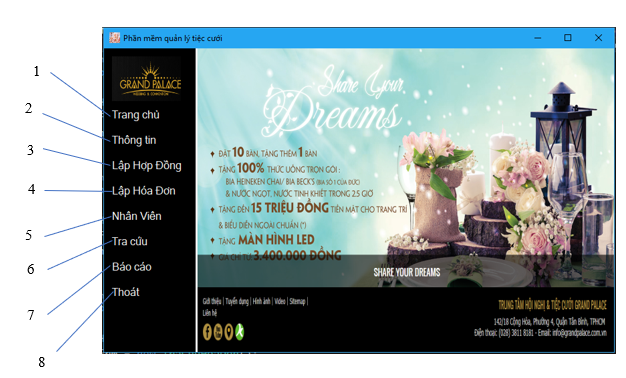 Phần mềm quản lý tiệc cưới
GRAND PALACE
1
Trang chủ
2
Thông tin
3
Lập Hợp Đồng
4
Lập Hóa Đơn
5
Nhân Viên
6
Tra cứu
7
Báo cáo
8
Thoát
Share Your
Dreams
ĐẶT 10 BÀN, TẶNG THÊM 1 BÀN
TẶNG 100% THỨC UỐNG TRỌN GÓI :
BIA HEINEKEN CHAI/ BIA BECK'S (BIA SỐ 1 CỦA ĐỨC)
& NƯỚC NGỌT, NƯỚC TINH KHIẾT TRONG 2.5 GIỜ
TẶNG ĐẾN 15 TRIỆU ĐỒNG TIỀN MẶT CHO TRANG TRÍ
& BIỂU DIỄN NGOÀI CHUẨN (*)
TẶNG MÀN HÌNH LED
GIÁ CHỈ TỪ 3.400.000 ĐỒNG
SHARE YOUR DREAMS
Giới thiệu | Tuyển dụng | Hình ảnh | Video | Sitemap |
Liên hệ
TRUNG TÂM HỘI NGHỊ & TIỆC CƯỚI GRAND PALACE
142/18 Cộng Hòa, Phường 4, Quận Tân Bình, TPHCM
Điện thoại: (028) 3811 8181 - Email: info@grandpalace.com.vn